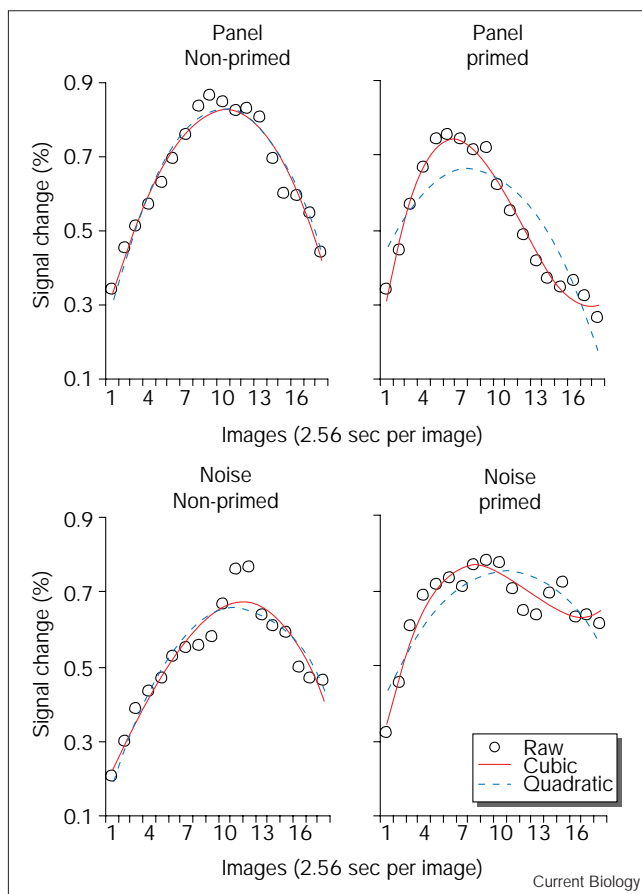 Panel
Non-primed
Panel
primed
0.9
0.7
0.5
0.3
0.1
Signal change (%)
1 4 7 10 13 16
1 4 7 10 13 16
Images (2.56 sec per image)
Noise
Non-primed
Noise
primed
0.9
0.7
0.5
0.3
0.1
Signal change (%)
Raw
Cubic
Quadratic
1 4 7 10 13 16
1 4 7 10 13 16
Images (2.56 sec per image)
Current Biology